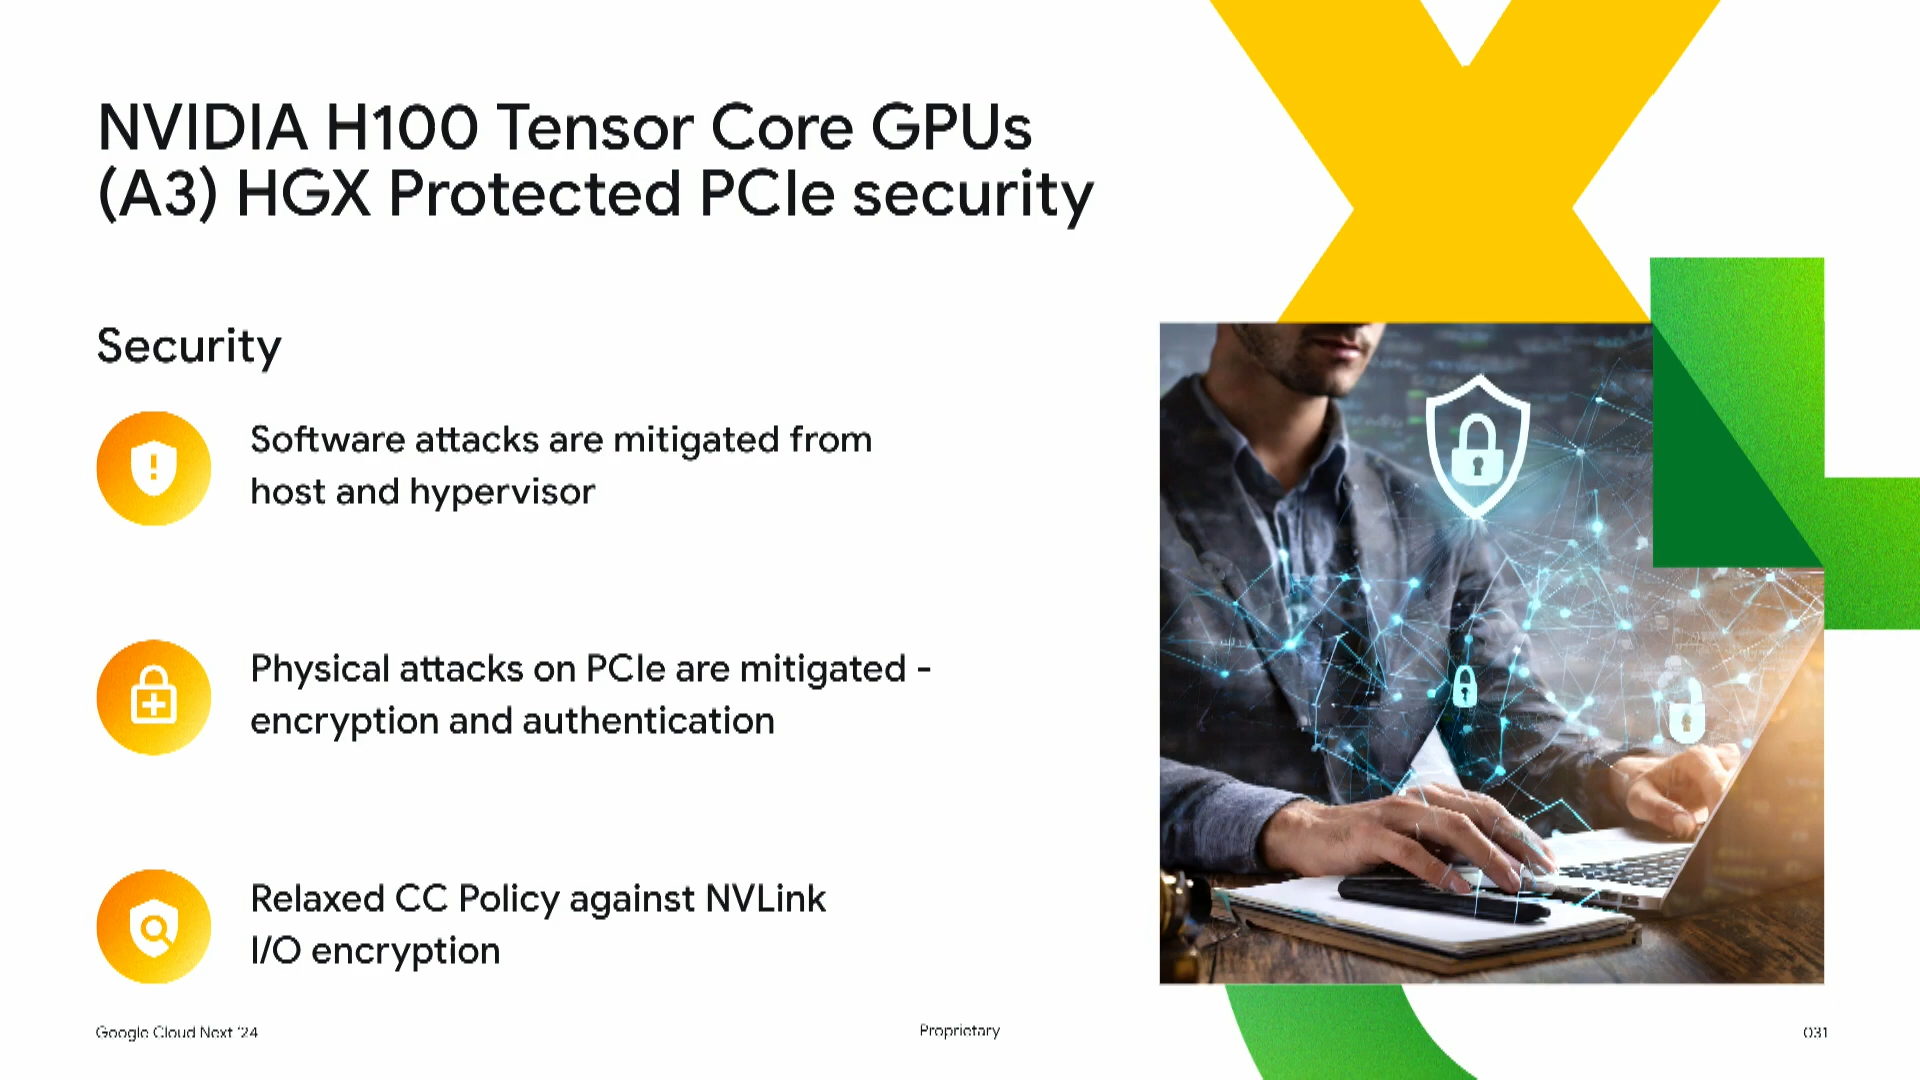 NVIDIA H100 Tensor Core GPUs
(A3) HGX Protected PCIe security
Security
Software attacks are mitigated from
host and hypervisor
Physical attacks on PCIe are mitigated -
encryption and authentication
Relaxed CC Policy against NVLink
I/O encryption
Google Cloud Next '24
Proprietary
031